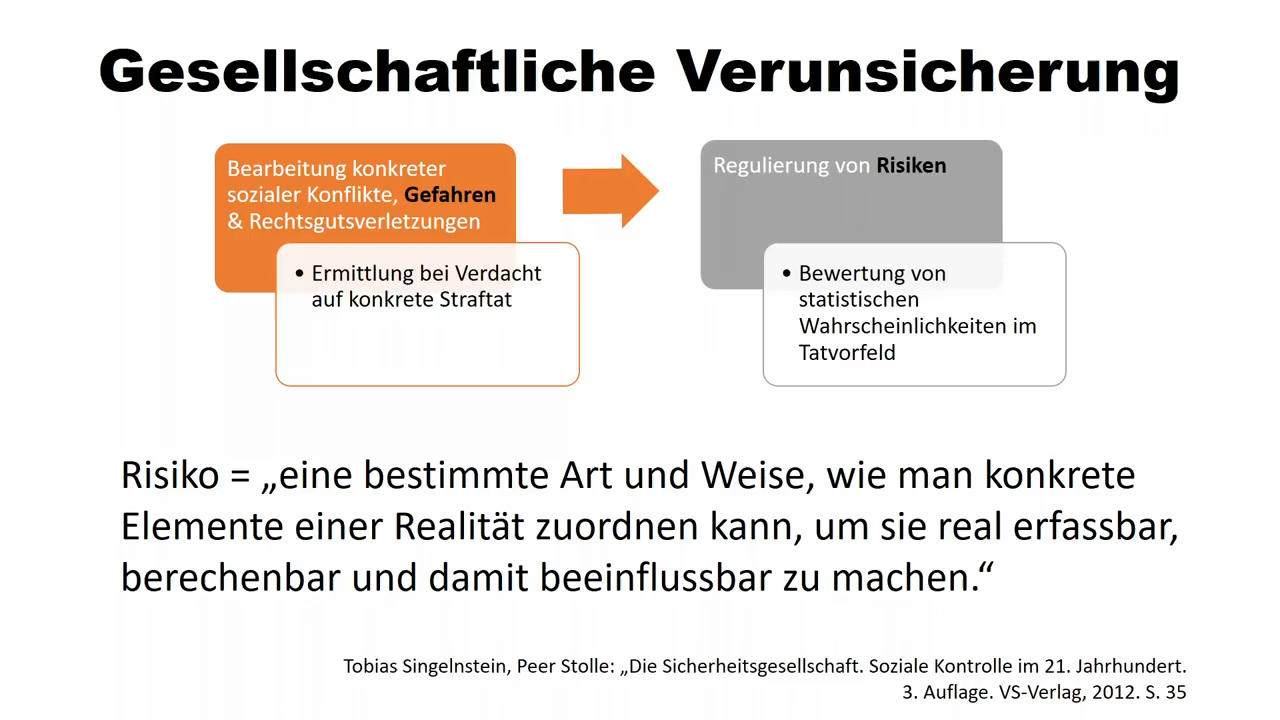 Gesellschaftliche Verunsicherung
Bearbeitung konkreter
sozialer Konflikte, Gefahren
& Rechtsgutsverletzungen
• Ermittlung bei Verdacht
auf konkrete Straftat
Regulierung von Risiken
• Bewertung von
statistischen
Wahrscheinlichkeiten im
Tatvorfeld
Risiko = „eine bestimmte Art und Weise, wie man konkrete
Elemente einer Realität zuordnen kann, um sie real erfassbar,
berechenbar und damit beeinflussbar zu machen.“
Tobias Singelnstein, Peer Stolle: „Die Sicherheitsgesellschaft. Soziale Kontrolle im 21. Jahrhundert.
3. Auflage. VS-Verlag, 2012. S. 35